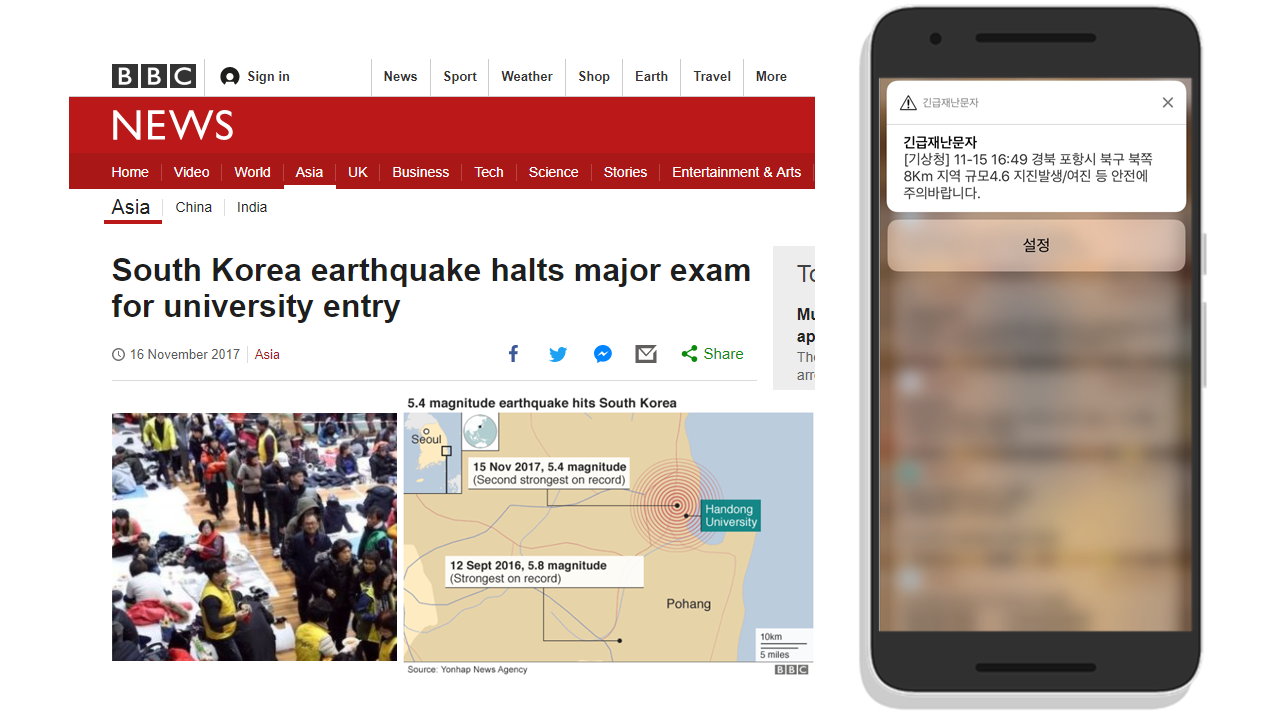 BBC
Sign in
News
Sport
Weather
Shop
Earth
Travel
More
NEWS
Home
Video
World
Asia
UK
Business
Tech
Science
Stories
Entertainment & Arts
Asia
China
India
South Korea earthquake halts major exam
for university entry
16 November 2017
Asia
Share
5.4 magnitude earthquake hits South Korea
Seoul
15 Nov 2017, 5.4 magnitude
(Second strongest on record)
Handong
University
12 Sept 2016, 5.8 magnitude
(Strongest on record)
Pohang
10km
5 miles
Source: Yonhap News Agency
BBC
긴급재난문자
긴급재난문자
[기상청] 11-15 16:49 경북 포항시 북구 북쪽
8Km 지역 규모4.6 지진발생/여진 등 안전에
주의바랍니다.
설정